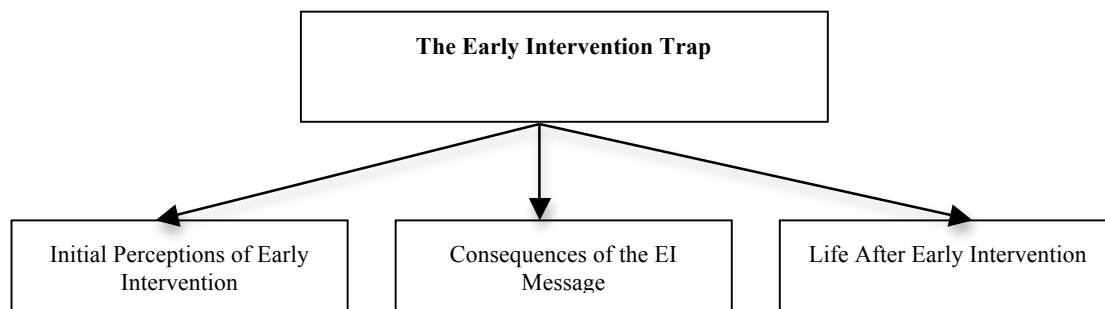 The Early Intervention Trap
Initial Perceptions of Early
Intervention
Consequences of the EI
Message
Life After Early Intervention